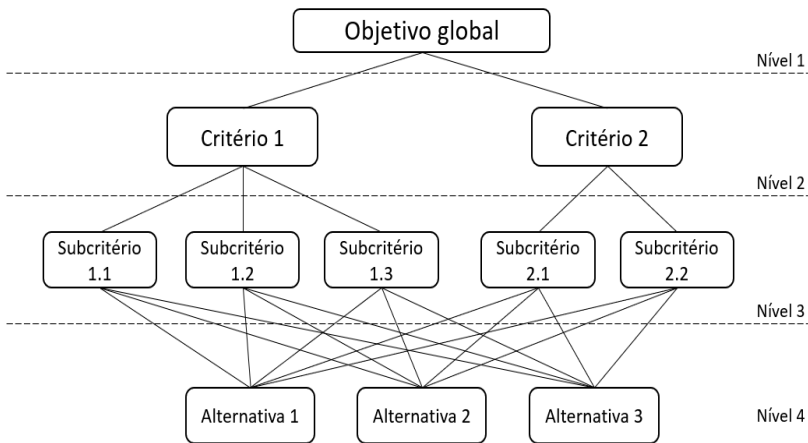 Objetivo global
Nível 1
Critério 1
Critério 2
Nível 2
Subcritério
1.1
Subcritério
1.2
Subcritério
1.3
Subcritério
2.1
Subcritério
2.2
Nível 3
Alternativa 1
Alternativa 2
Alternativa 3
Nível 4